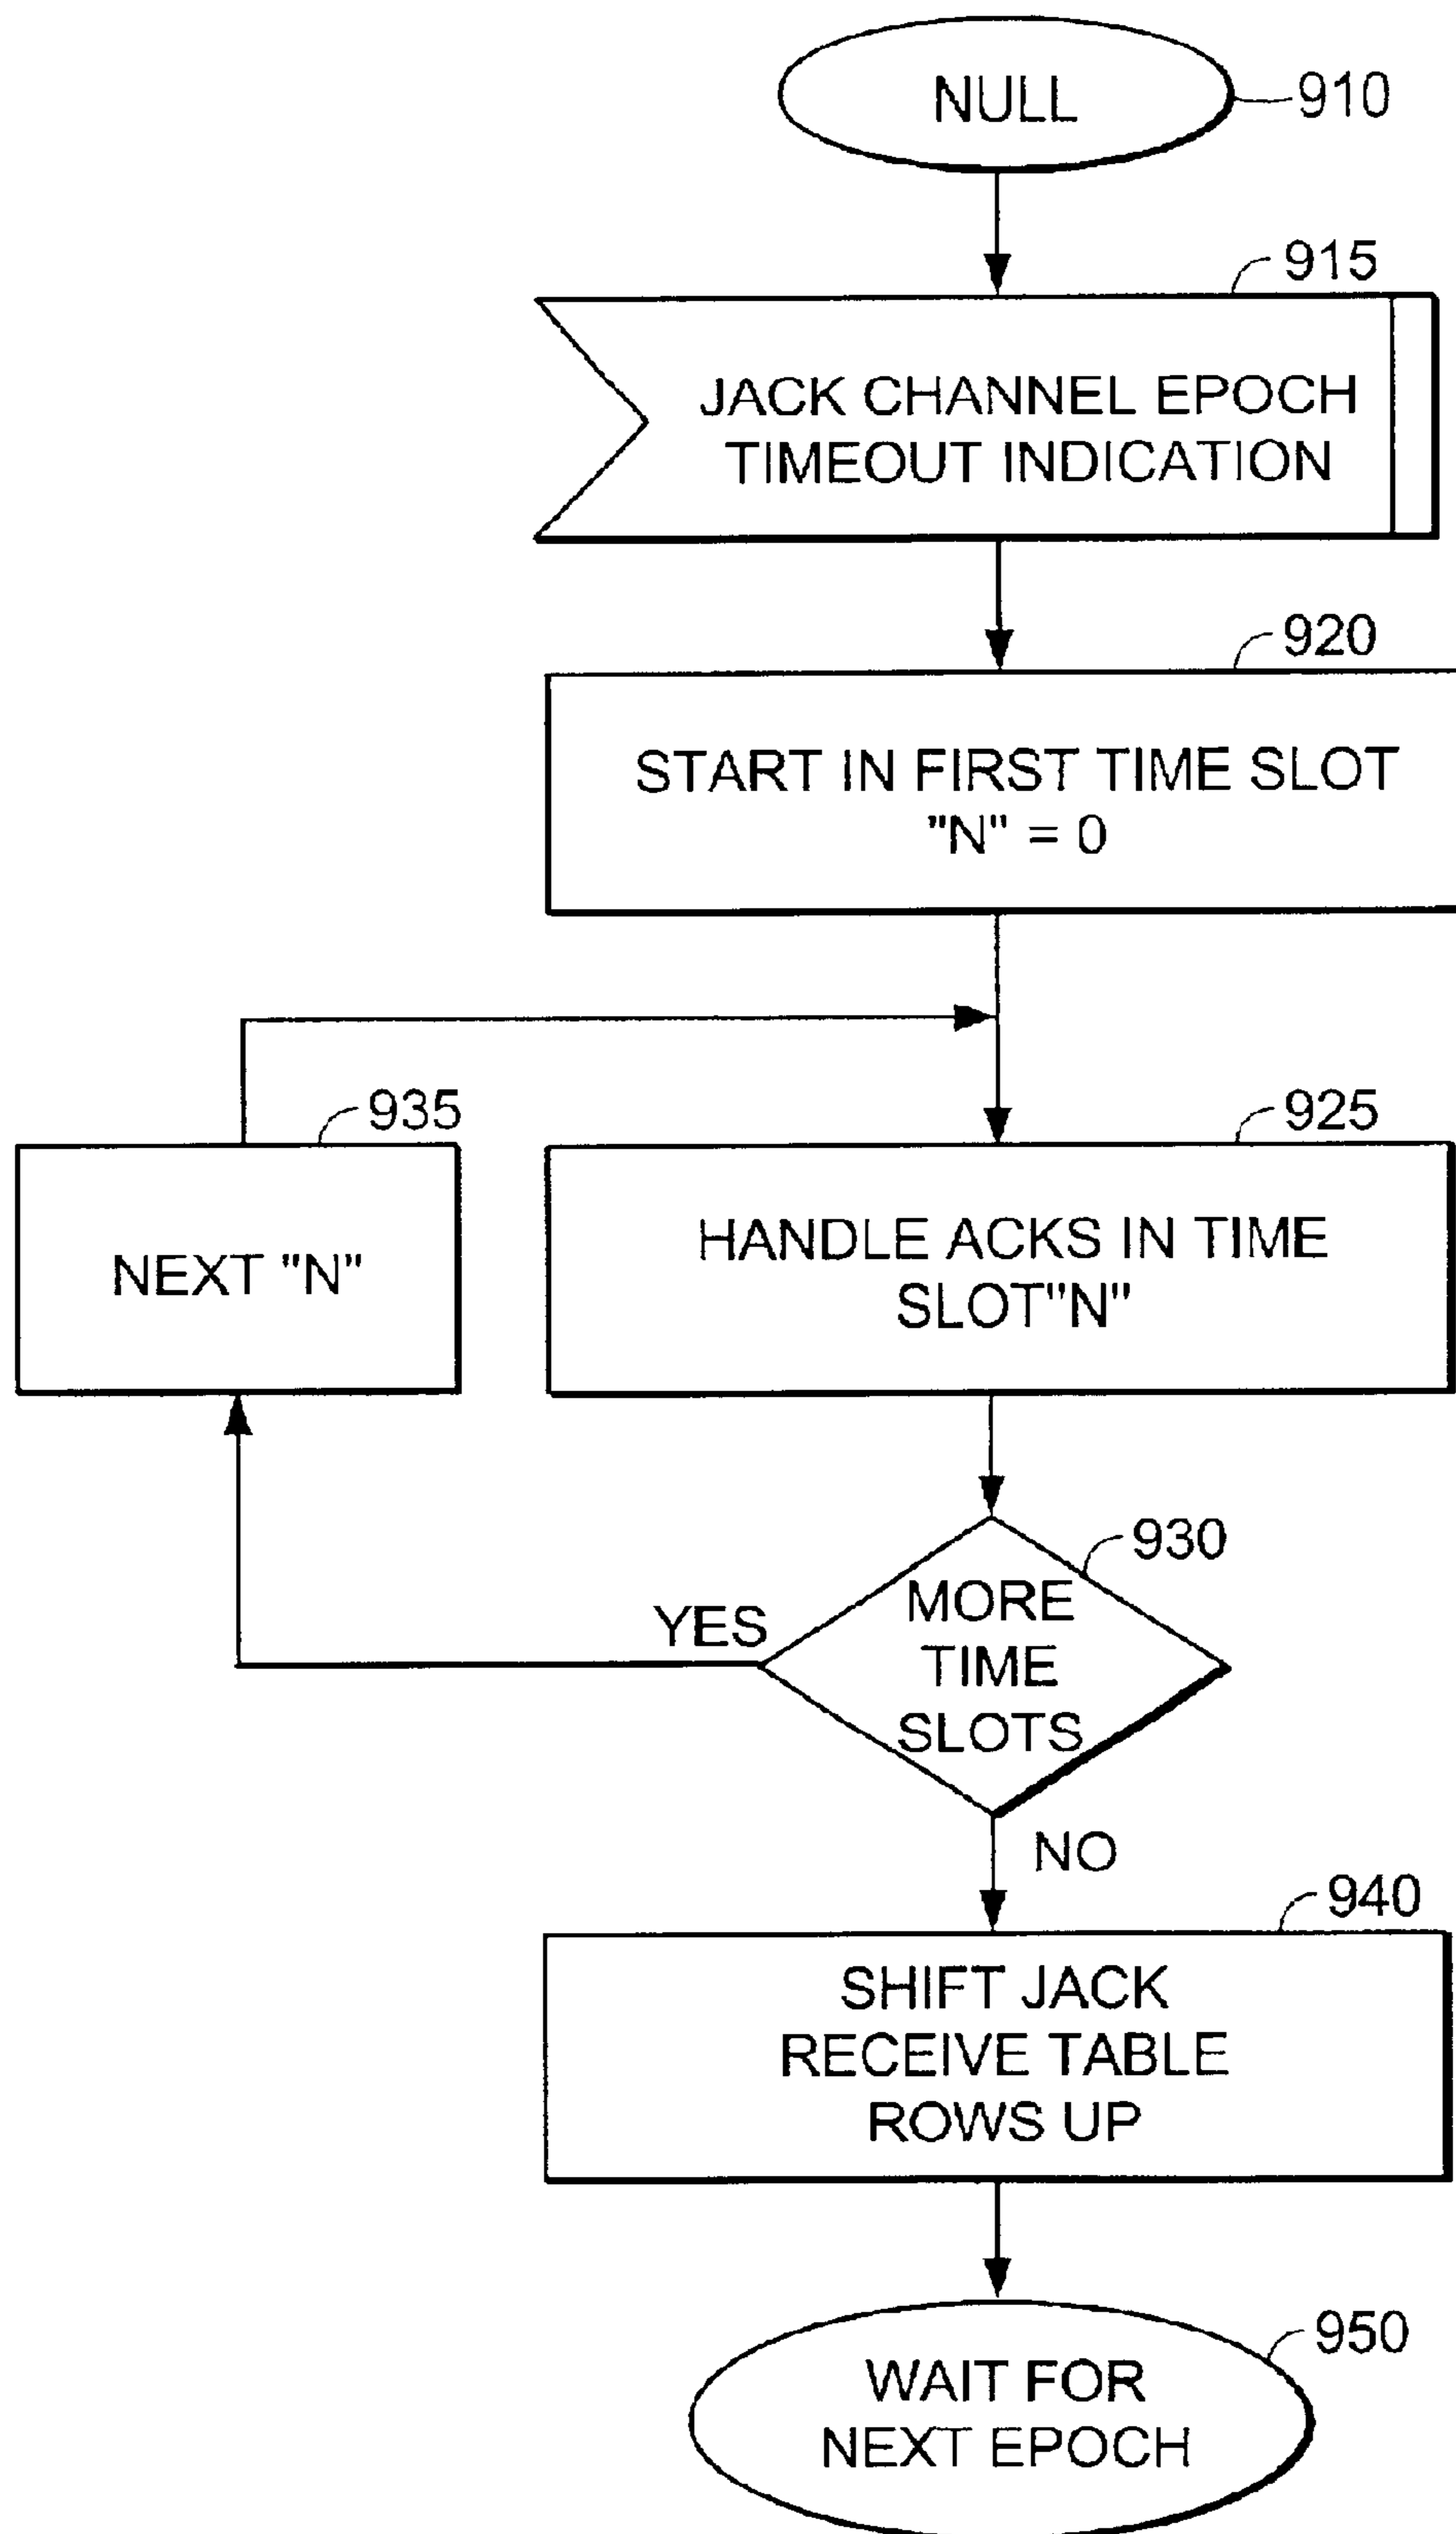 NULL
910
915
JACK CHANNEL EPOCH
TIMEOUT INDICATION
920
START IN FIRST TIME SLOT
"N" = 0
935
NEXT "N"
925
HANDLE ACKS IN TIME
SLOT"N"
930
MORE
TIME
SLOTS
YES
NO
940
SHIFT JACK
RECEIVE TABLE
ROWS UP
950
WAIT FOR
NEXT EPOCH